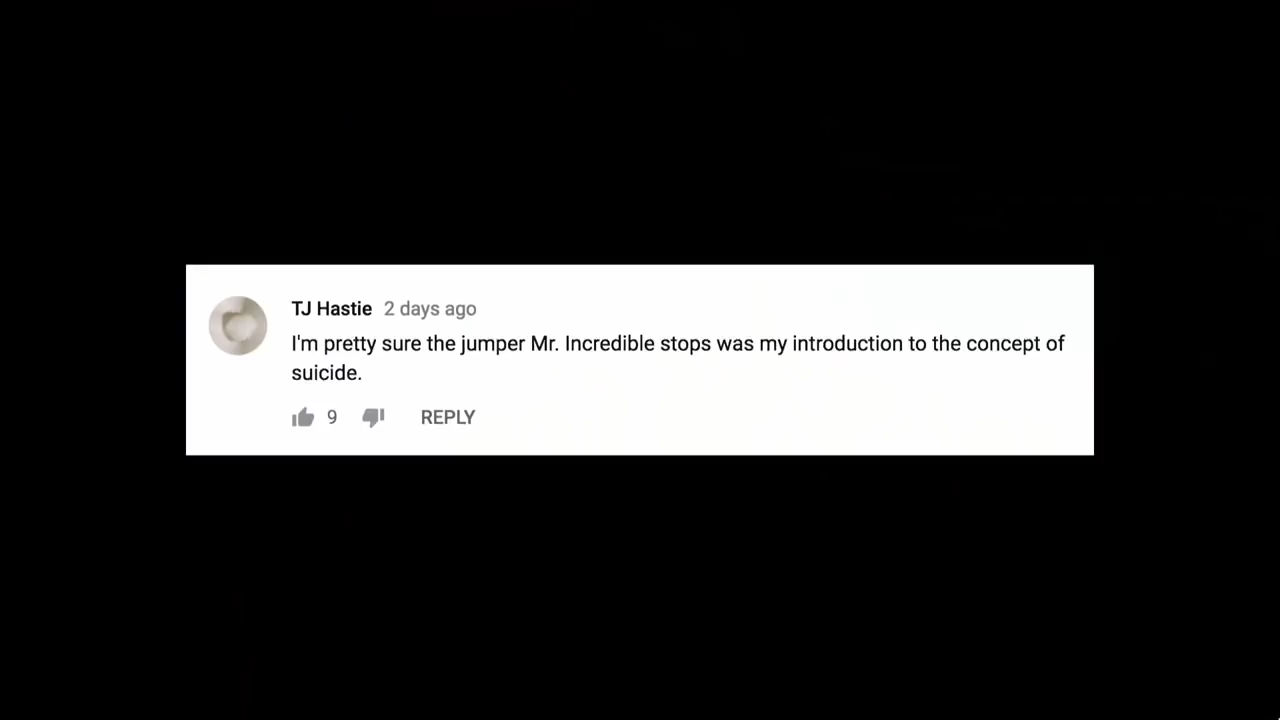 TJ Hastie 2 days ago
I'm pretty sure the jumper Mr. Incredible stops was my introduction to the concept of
suicide.
9 REPLY